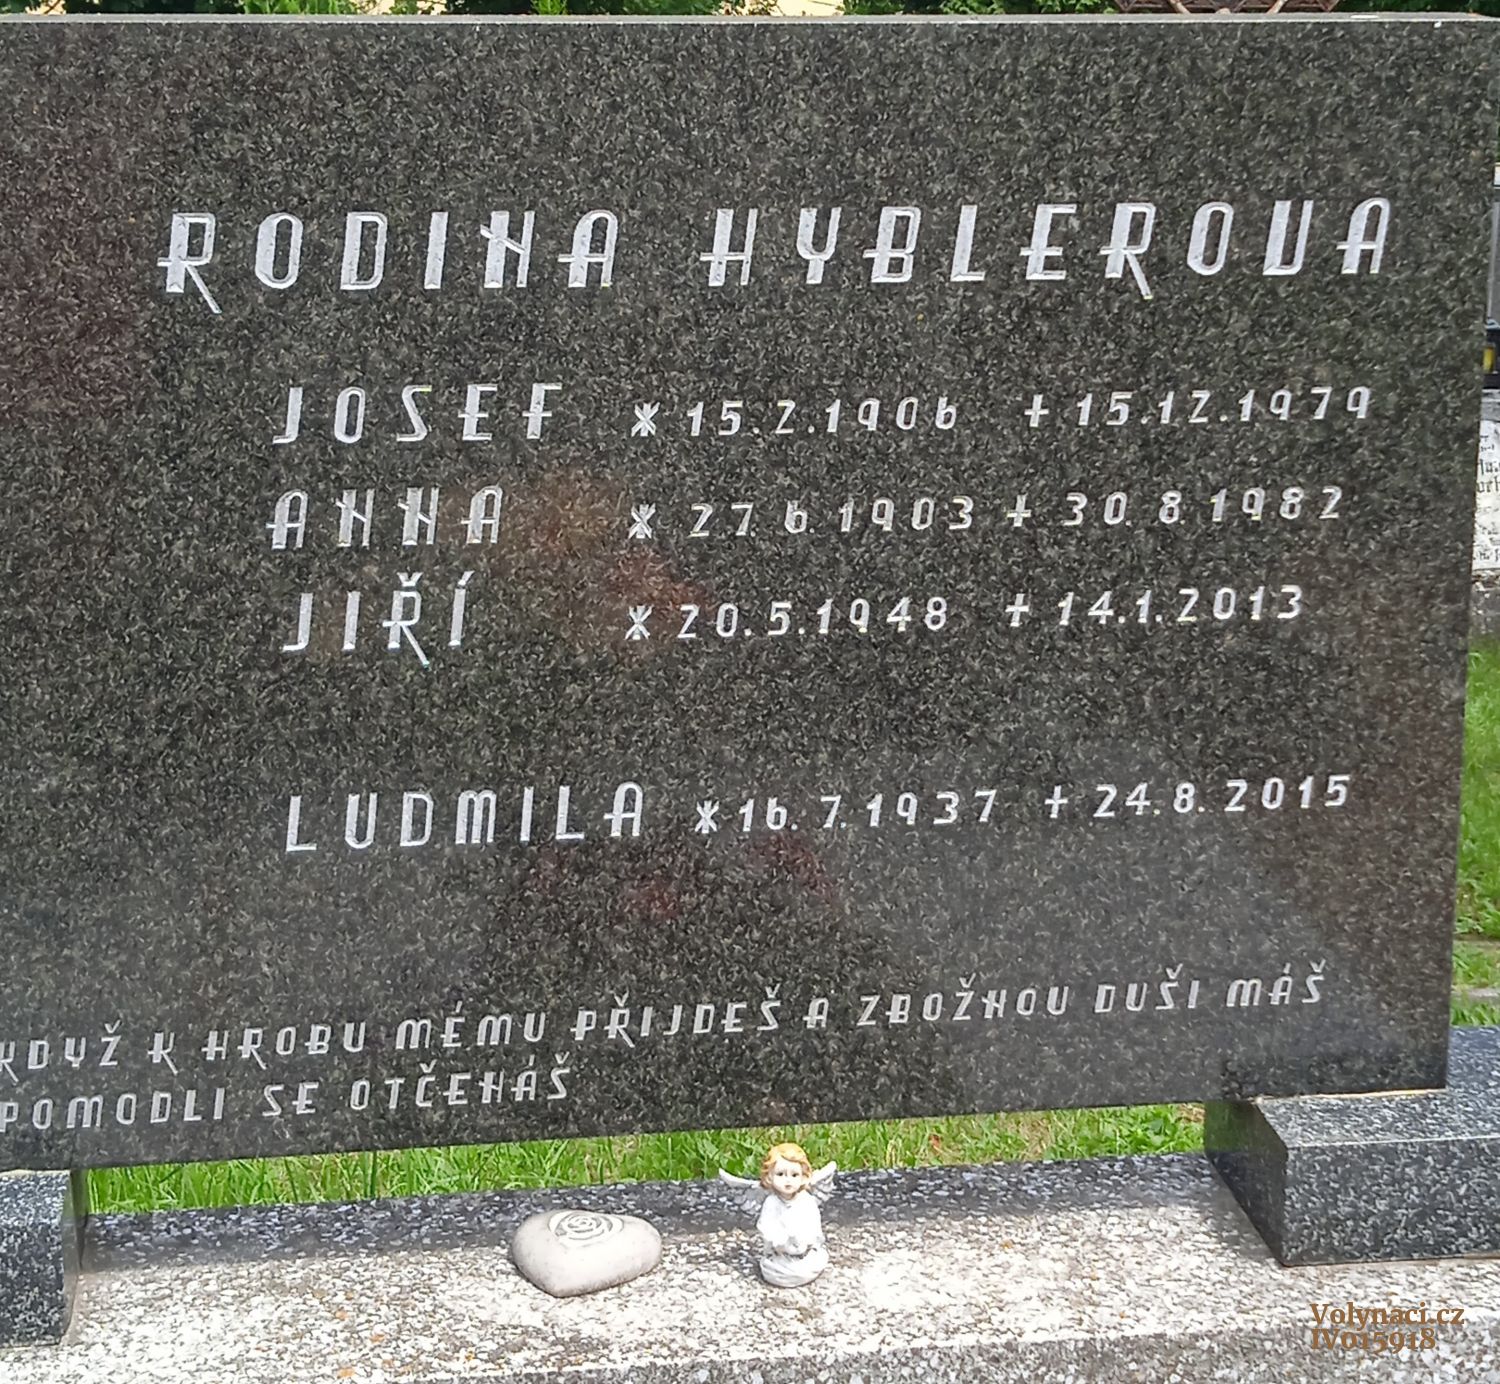 RODINA HYBLEROVA
JOSEF * 15.2.1906 + 15.12.1979
ANNA * 27.6.1903 + 30.8.1982
JIŘÍ * 20.5.1948 + 14.1.2013
LUDMILA * 16.7.1937 + 24.8.2015
KDYŽ K HROBU MÉMU PŘIJDEŠ A ZBOŽNOU DUŠI MÁŠ
POMODLI SE OTČENÁŠ
Volynaci.cz
IV015918